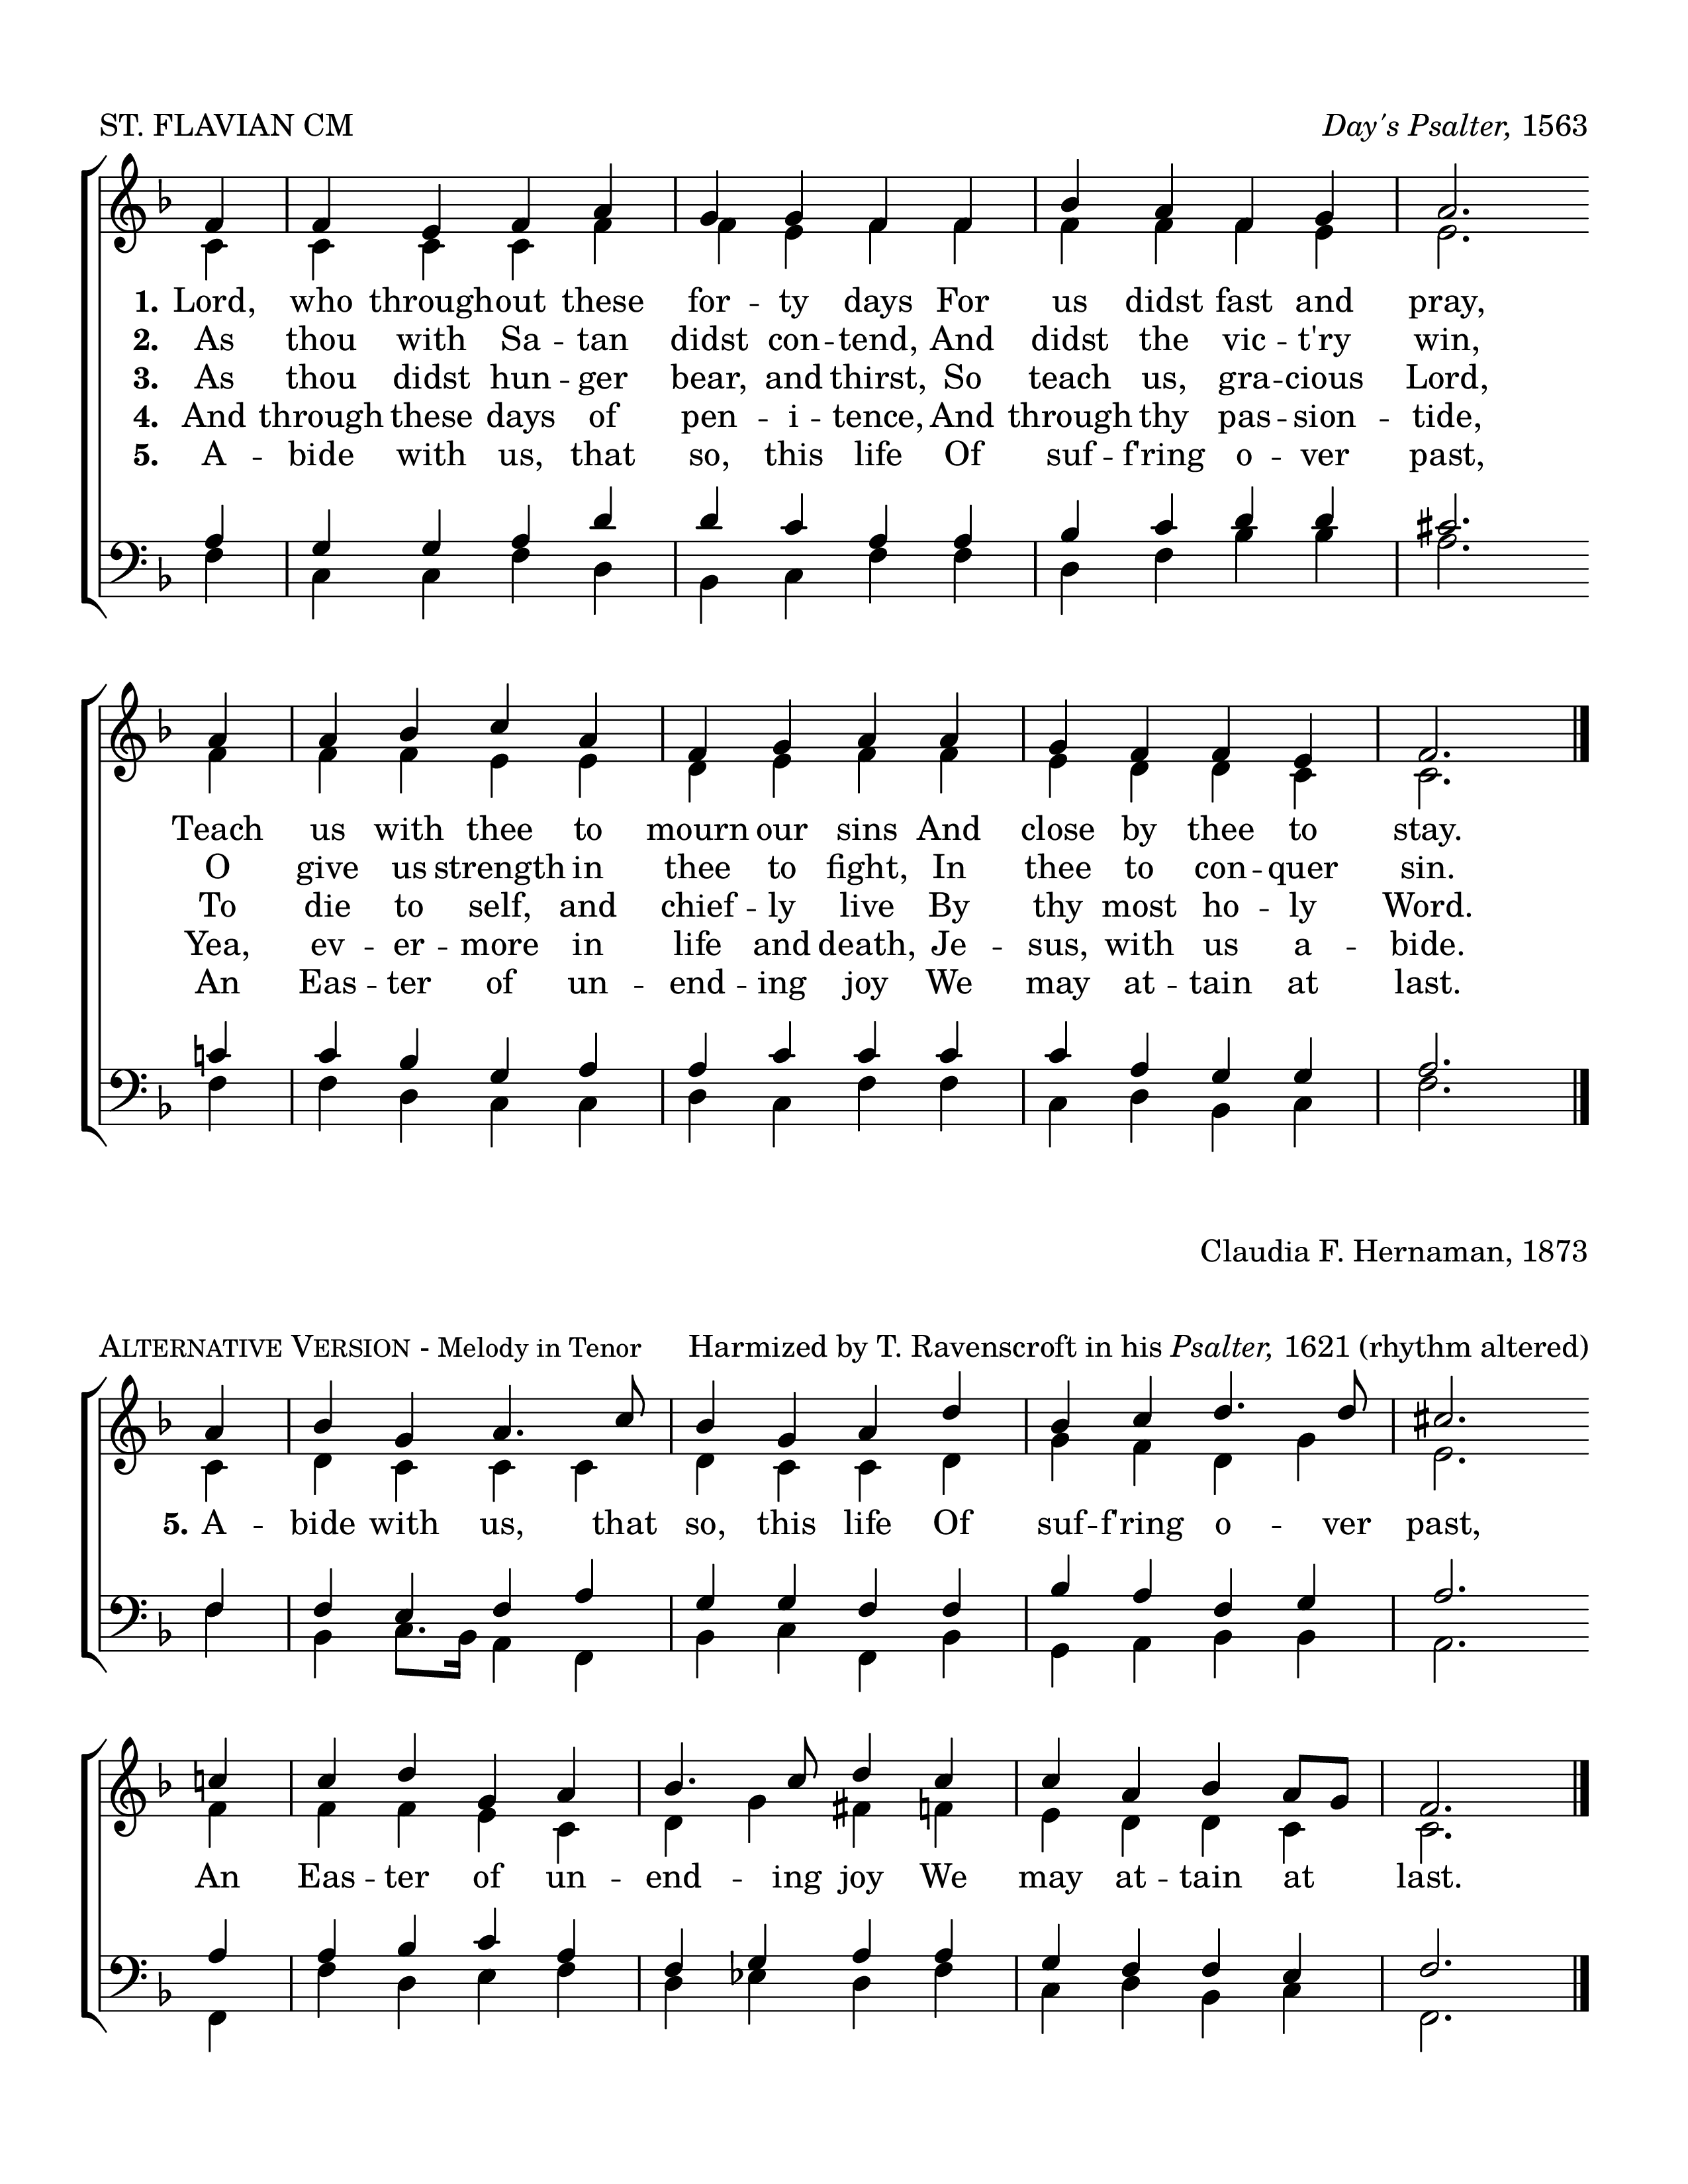 ST. FLAVIAN CM
Day's Psalter, 1563
1. Lord, who throughout these for -- ty days For us didst fast and pray,
2. As thou with Sa -- tan didst con -- tend, And didst the vic -- t'ry win,
3. As thou didst hun -- ger bear, and thirst, So teach us, gra -- cious Lord,
4. And through these days of pen -- i -- tence, And through thy pas -- sion -- tide,
5. A -- bide with us, that so, this life Of suf -- f'ring o -- ver past,
Teach us with thee to mourn our sins And close by thee to stay.
O give us strength in thee to fight, In thee to con -- quer sin.
To die to self, and chief -- ly live By thy most ho -- ly Word.
Yea, ev -- er -- more in life and death, Je -- sus, with us a -- bide.
An Eas -- ter of un -- end -- ing joy We may at -- tain at last.
Claudia F. Hernaman, 1873
ALTERNATIVE VERSION - Melody in Tenor
Harmized by T. Ravenscroft in his Psalter, 1621 (rhythm altered)
5. A -- bide with us, that so, this life Of suf -- f'ring o -- ver past,
An Eas -- ter of un -- end -- ing joy We may at -- tain at last.